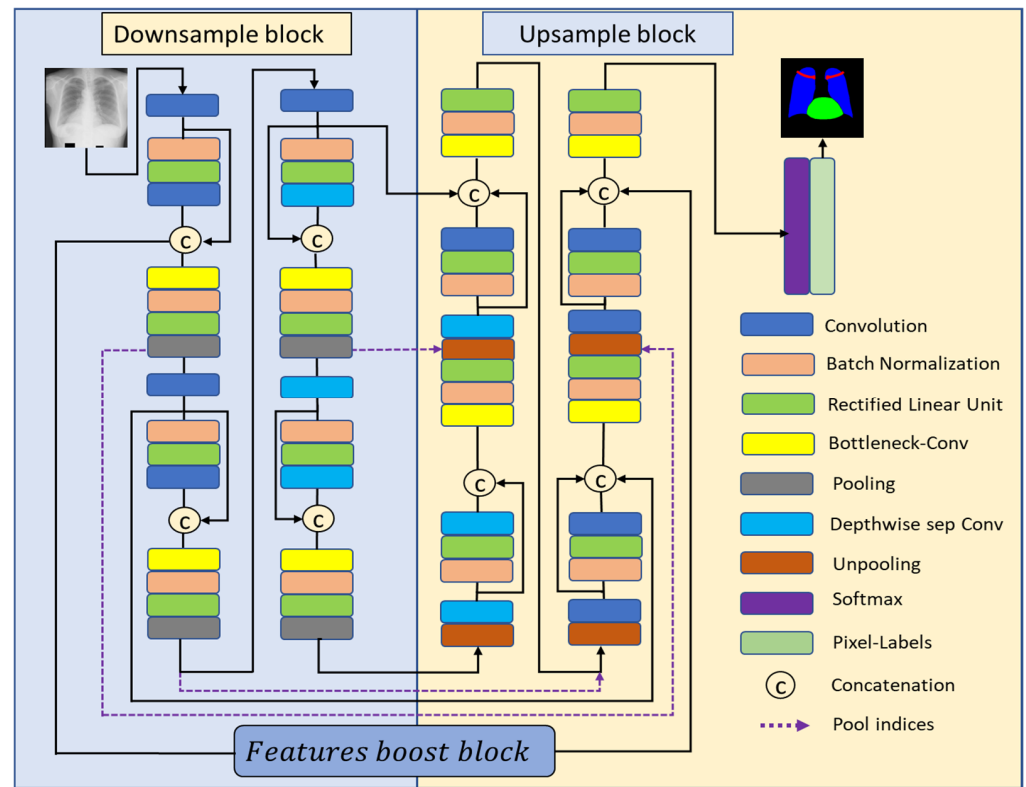 Downsample block
Upsample block
C
C
C
C
C
C
C
C
Convolution
Batch Normalization
Rectified Linear Unit
Bottleneck-Conv
Pooling
Depthwise sep Conv
Unpooling
Softmax
Pixel-Labels
C
Concatenation
Pool indices
Features boost block